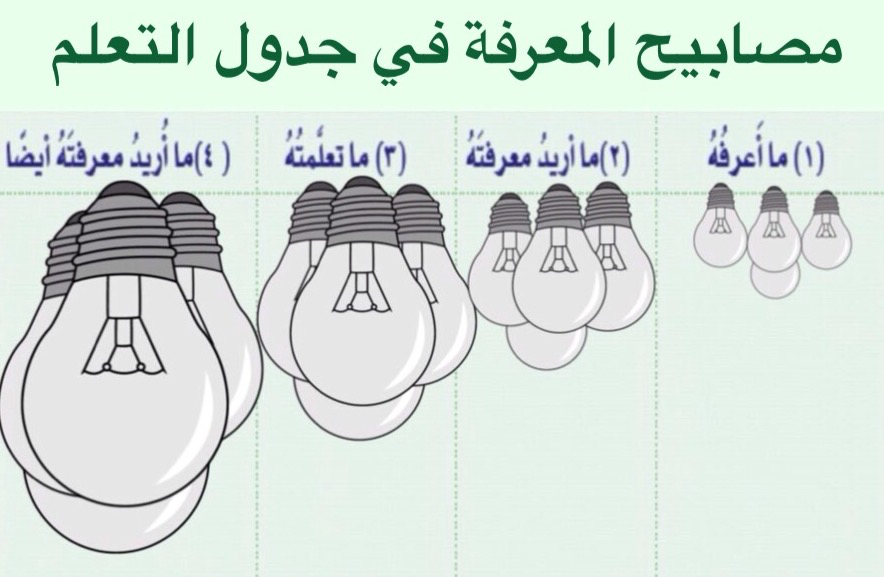 مصابيح المعرفة في جدول التعلم
(١) ما أَعرفُهُ
(٢) ما أريدُ معرفتَهُ
(٣) ما تعلَّمتُهُ
(٤) ما أُريدُ معرفتَهُ أيضًا